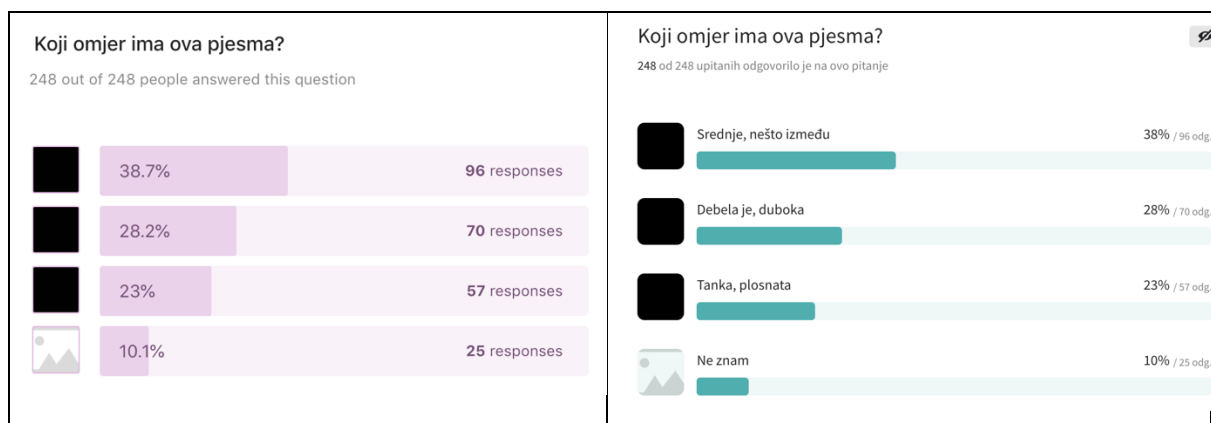 Koji omjer ima ova pjesma?
248 out of 248 people answered this question
38.7% 96 responses
28.2% 70 responses
23% 57 responses
10.1% 25 responses
Koji omjer ima ova pjesma?
248 od 248 upitanih odgovorilo je na ovo pitanje
Srednje, nešto između 38% / 96 odg.
Debela je, duboka 28% / 70 odg.
Tanka, plosnata 23% / 57 odg.
Ne znam 10% / 25 odg.